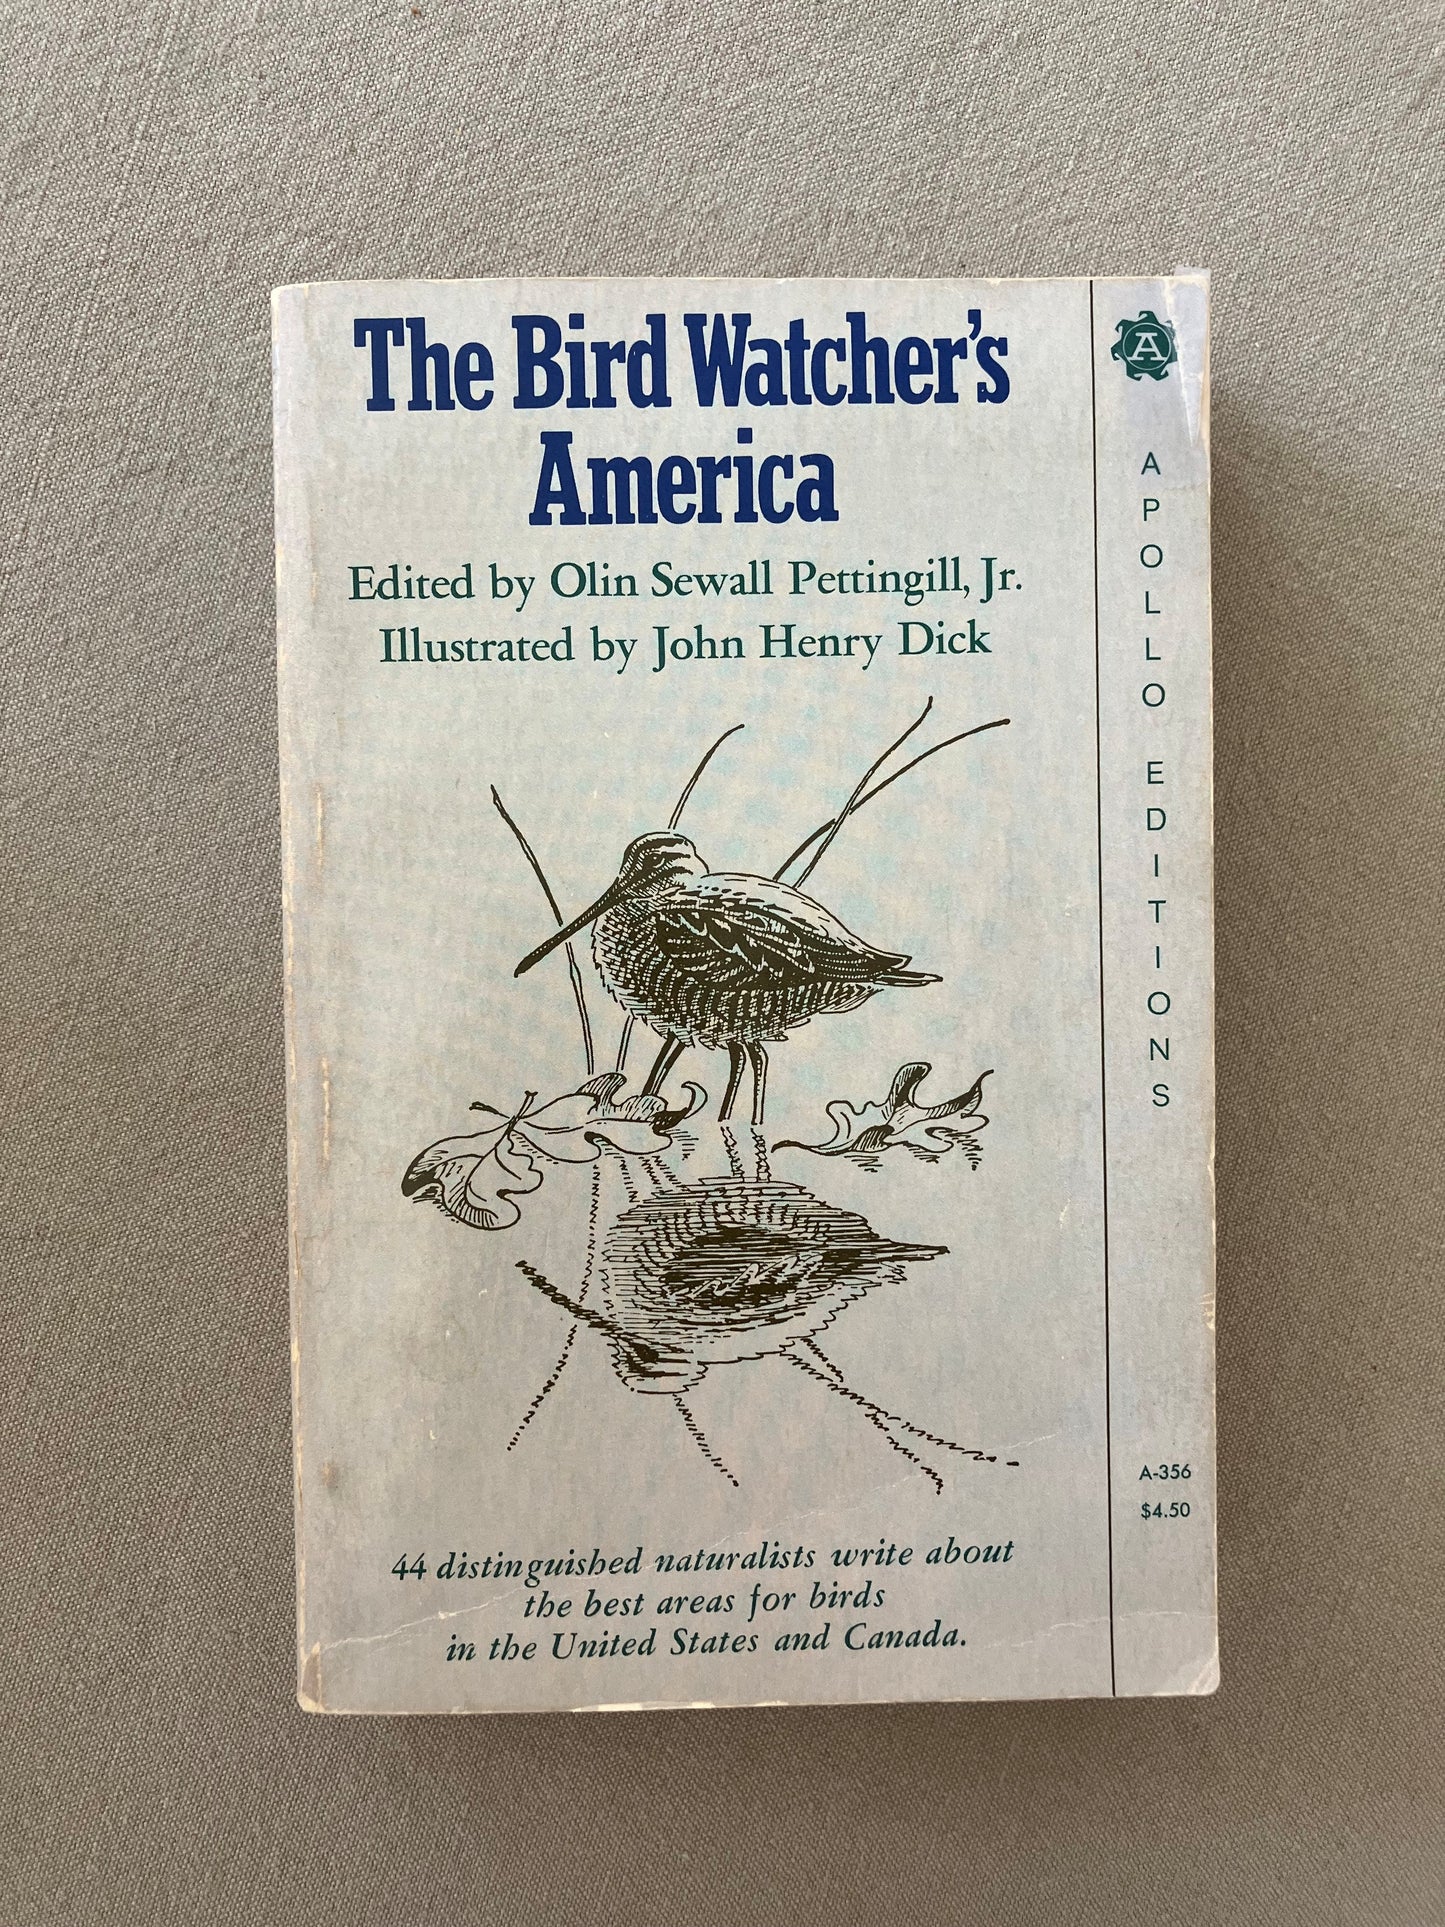 The Bird Watcher's
America
Edited by Olin Sewall Pettingill, Jr.
Illustrated by John Henry Dick
44 distinguished naturalists write about
the best areas for birds
in the United States and Canada.
A
APOLLO EDITIONS
A-356
$4.50